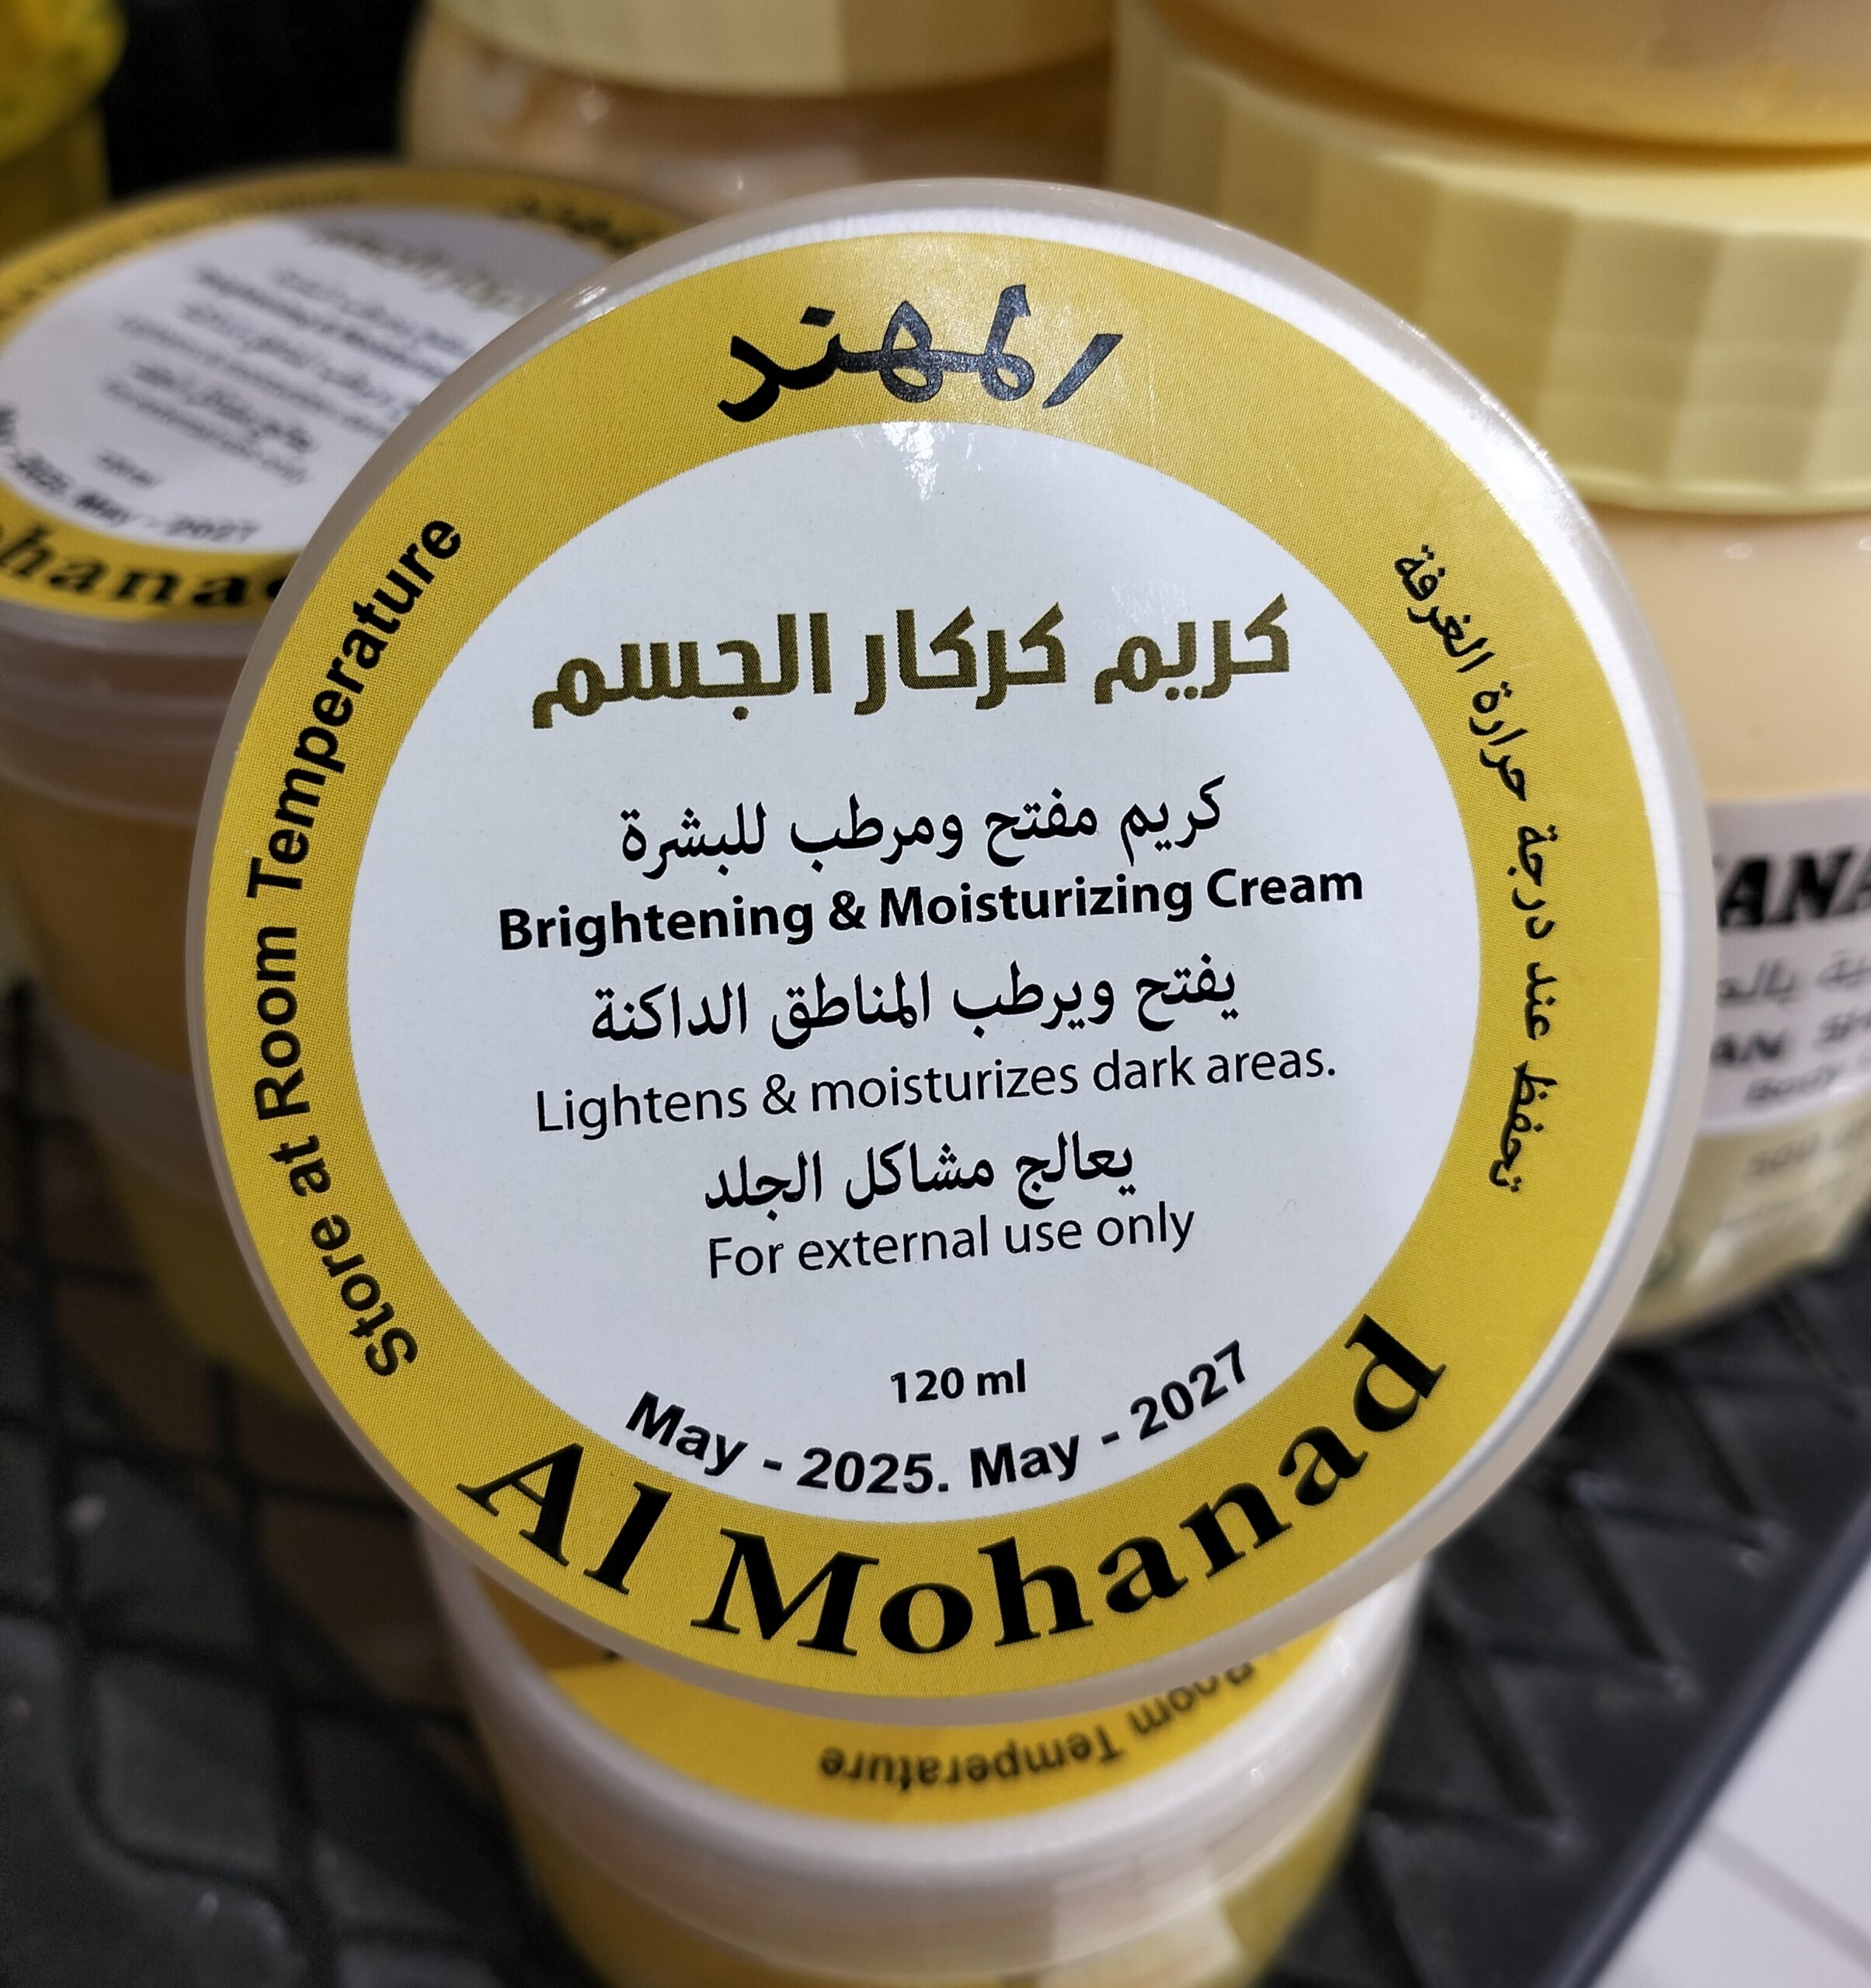 المهند
كريم كركار الجسم
كريم مفتح ومرطب للبشرة
Brightening & Moisturizing Cream
يفتح ويرطب المناطق الداكنة
Lightens & moisturizes dark areas.
يعالج مشاكل الجلد
For external use only
120 ml
May - 2025. May - 2027
Al Mohanad
Store at Room Temperature
تحفظ عند درجة حرارة الغرفة
May - 2027
Room Temperature